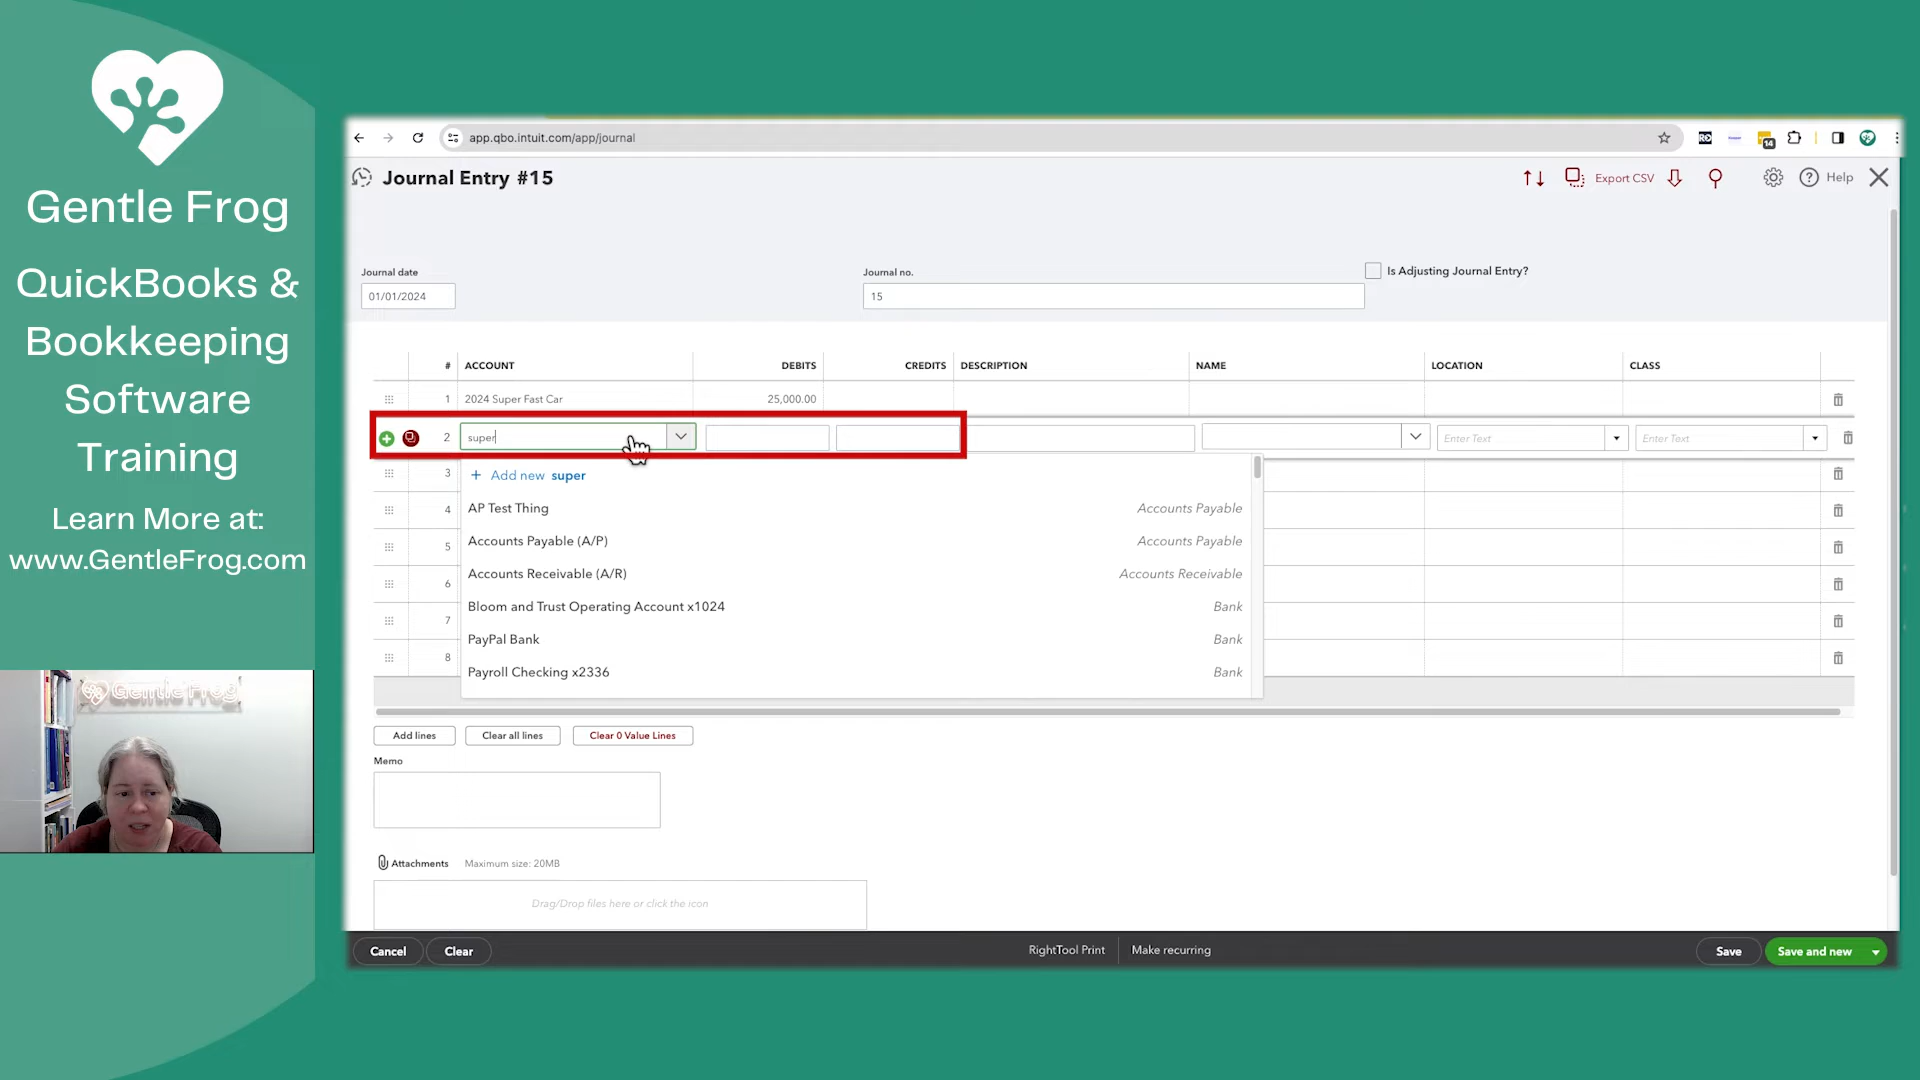 Gentle Frog
QuickBooks &
Bookkeeping
Software
Training
Learn More at:
www.GentleFrog.com
Gentle Frog
app.qbo.intuit.com/app/journal
14
Journal Entry #15
Export CSV
Help
Journal date
01/01/2024
Journal no.
15
Is Adjusting Journal Entry?
# ACCOUNT DEBITS CREDITS DESCRIPTION NAME LOCATION CLASS
1 2024 Super Fast Car 25,000.00
2 super Enter Text Enter Text
3
+ Add new super
4
AP Test Thing Accounts Payable
5
Accounts Payable (A/P) Accounts Payable
6
Accounts Receivable (A/R) Accounts Receivable
7
Bloom and Trust Operating Account x1024 Bank
PayPal Bank Bank
8
Payroll Checking x2336 Bank
Add lines Clear all lines Clear 0 Value Lines
Memo
Attachments Maximum size: 20MB
Drag/Drop files here or click the icon
Cancel Clear RightTool Print Make recurring Save Save and new